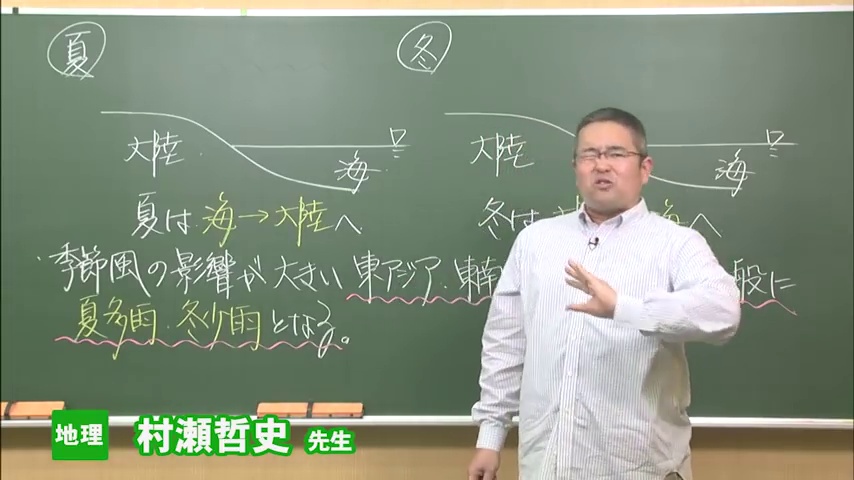 夏
冬
大陸
海
大陸
海
夏は 海→大陸へ
冬は 海へ
季節風の影響が大きい 東アジア・東南 般に
夏多雨・冬少雨となる。
地理 村瀬哲史 先生